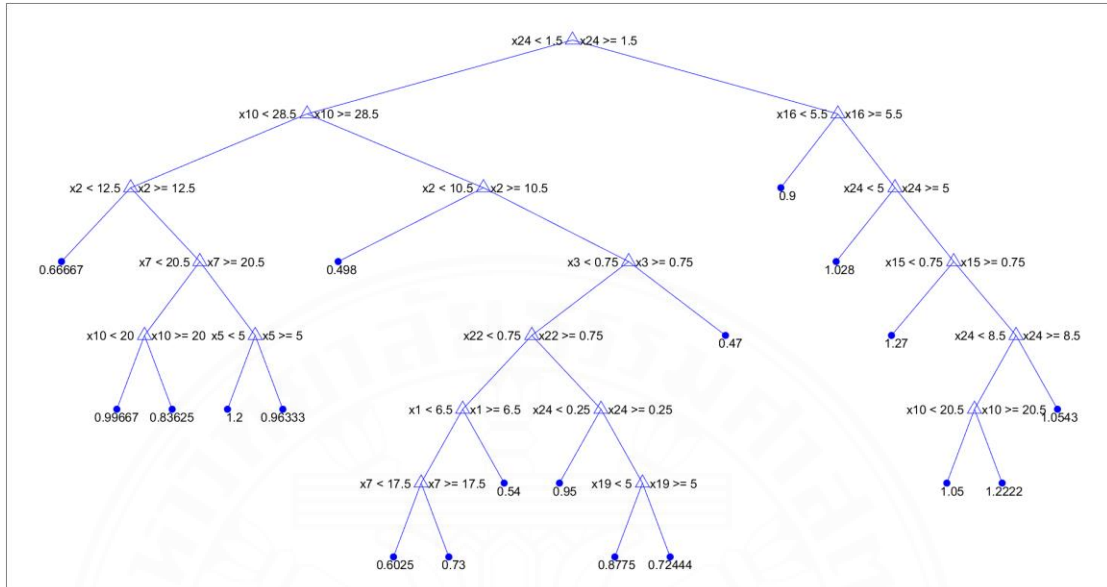 x24 < 1.5 x24 >= 1.5
x10 < 28.5 x10 >= 28.5 x16 < 5.5 x16 >= 5.5
x2 < 12.5 x2 >= 12.5 x2 < 10.5 x2 >= 10.5 0.9 x24 < 5 x24 >= 5
0.66667 x7 < 20.5 x7 >= 20.5 0.498 x3 < 0.75 x3 >= 0.75 1.028 x15 < 0.75 x15 >= 0.75
x10 < 20 x10 >= 20 x5 < 5 x5 >= 5 x22 < 0.75 x22 >= 0.75 0.47 1.27 x24 < 8.5 x24 >= 8.5
0.99667 0.83625 1.2 0.96333 x1 < 6.5 x1 >= 6.5 x24 < 0.25 x24 >= 0.25 x10 < 20.5 x10 >= 20.5 1.0543
x7 < 17.5 x7 >= 17.5 0.54 0.95 x19 < 5 x19 >= 5 1.05 1.2222
0.6025 0.73 0.8775 0.72444